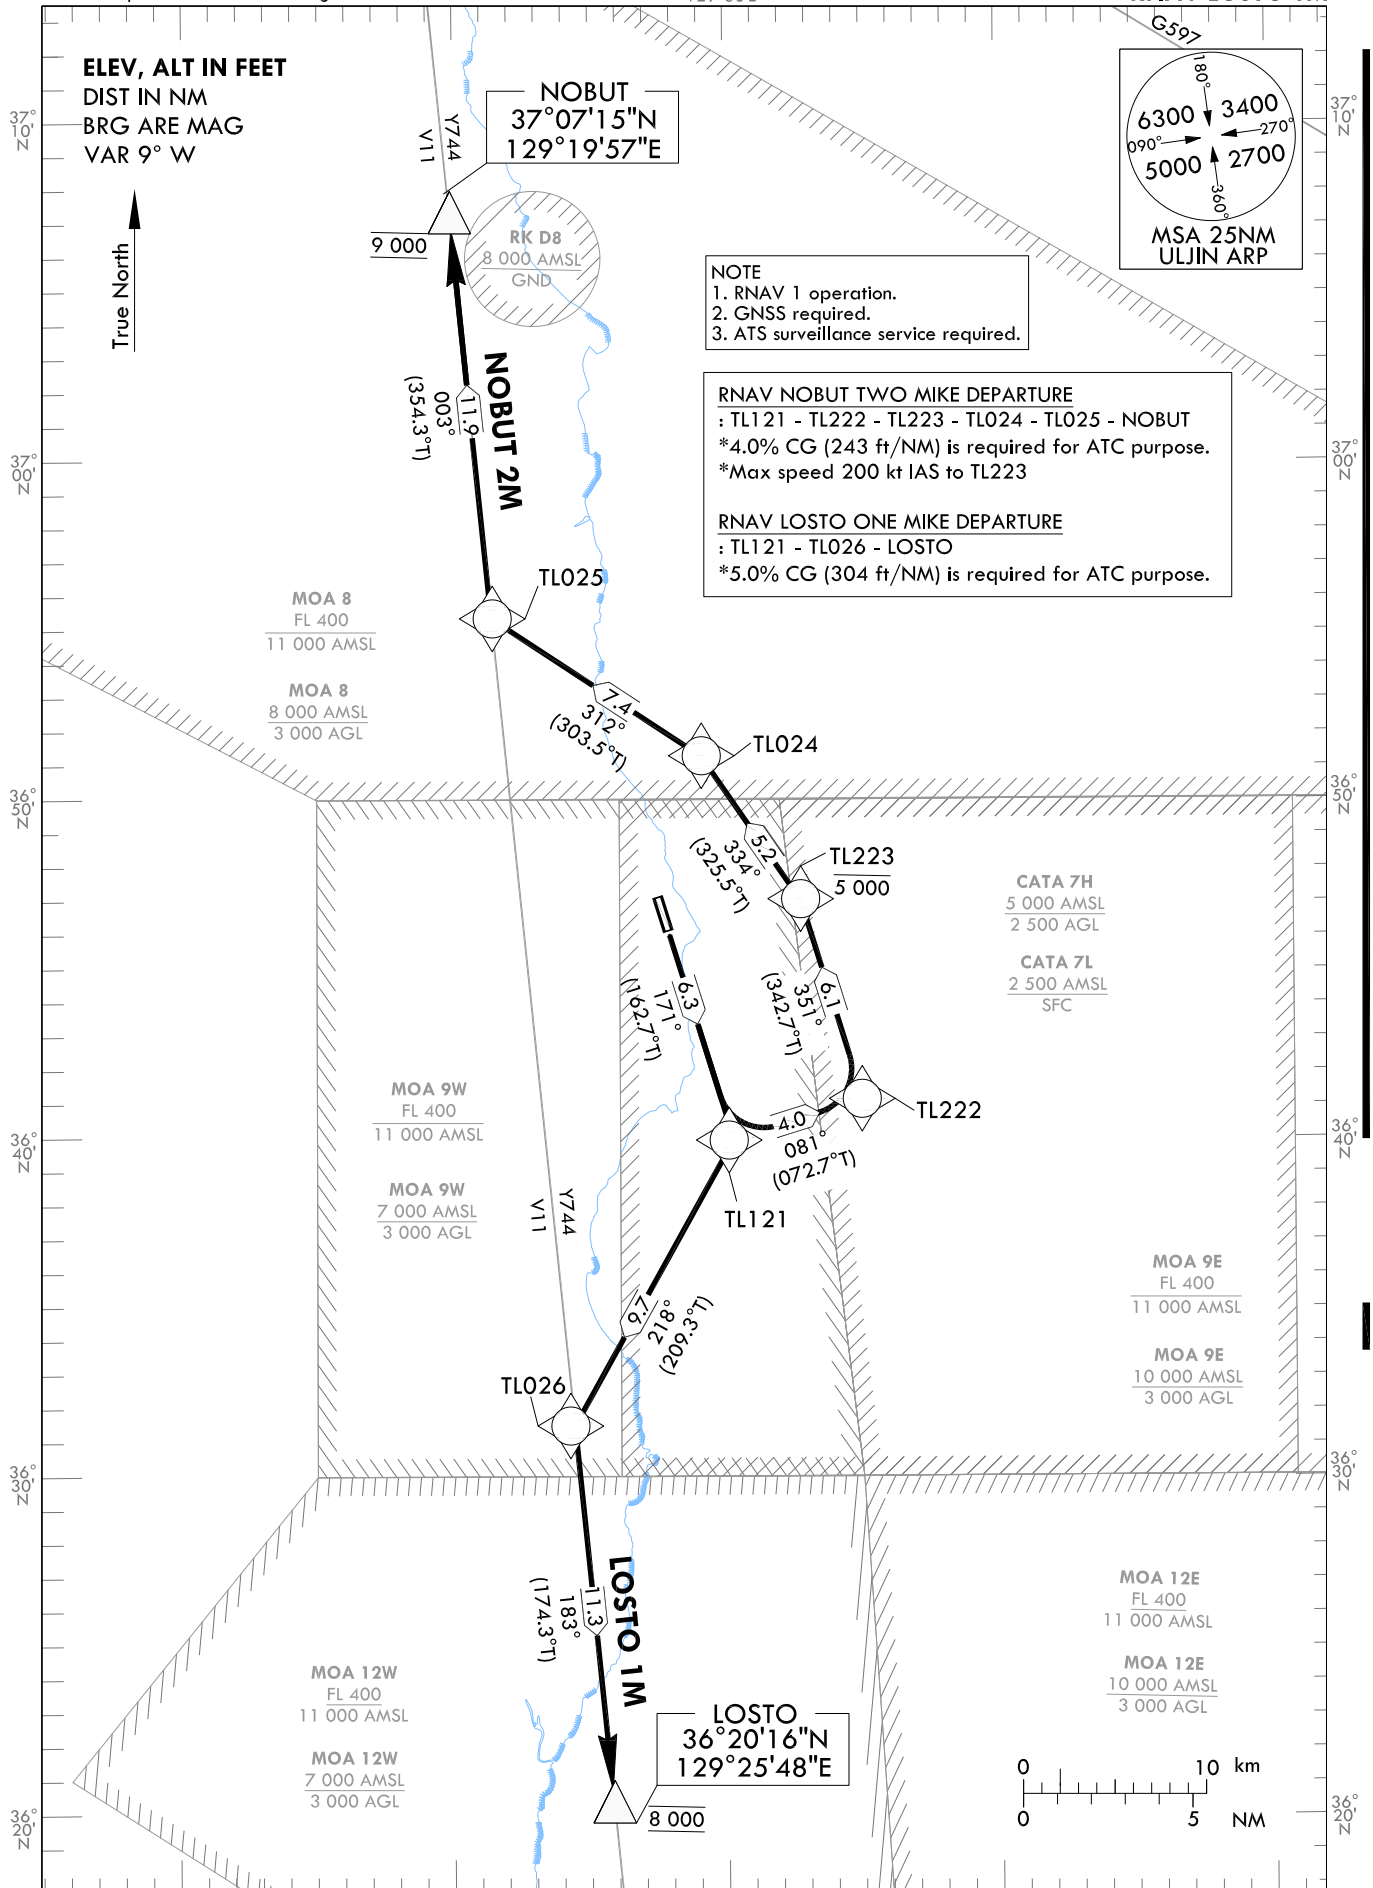 G597
ELEV, ALT IN FEET
DIST IN NM
BRG ARE MAG
VAR 9° W
True North
NOBUT
37°07'15"N
129°19'57"E
180°
6300
3400
090°
270°
5000
2700
360°
MSA 25NM
ULJIN ARP
37°
10'
N
37°
10'
N
V11
Y744
9 000
RK D8
8 000 AMSL
GND
NOTE
1. RNAV 1 operation.
2. GNSS required.
3. ATS surveillance service required.
RNAV NOBUT TWO MIKE DEPARTURE
: TL121 - TL222 - TL223 - TL024 - TL025 - NOBUT
*4.0% CG (243 ft/NM) is required for ATC purpose.
*Max speed 200 kt IAS to TL223
RNAV LOSTO ONE MIKE DEPARTURE
: TL121 - TL026 - LOSTO
*5.0% CG (304 ft/NM) is required for ATC purpose.
NOBUT 2M
11.9
003°
(354.3°T)
37°
00'
N
37°
00'
N
TL025
MOA 8
FL 400
11 000 AMSL
MOA 8
8 000 AMSL
3 000 AGL
7.4
312°
(303.5°T)
TL024
36°
50'
N
36°
50'
N
5.2
334°
(325.5°T)
TL223
5 000
CATA 7H
5 000 AMSL
2 500 AGL
CATA 7L
2 500 AMSL
SFC
6.3
171°
(162.7°T)
6.1
351°
(342.7°T)
MOA 9W
FL 400
11 000 AMSL
MOA 9W
7 000 AMSL
3 000 AGL
TL222
4.0
081°
(072.7°T)
36°
40'
N
36°
40'
N
TL121
V11
Y744
9.7
218°
(209.3°T)
MOA 9E
FL 400
11 000 AMSL
MOA 9E
10 000 AMSL
3 000 AGL
TL026
36°
30'
N
36°
30'
N
LOSTO 1M
11.3
183°
(174.3°T)
MOA 12E
FL 400
11 000 AMSL
MOA 12E
10 000 AMSL
3 000 AGL
MOA 12W
FL 400
11 000 AMSL
MOA 12W
7 000 AMSL
3 000 AGL
LOSTO
36°20'16"N
129°25'48"E
8 000
0 10 km
0 5 NM
36°
20'
N
36°
20'
N